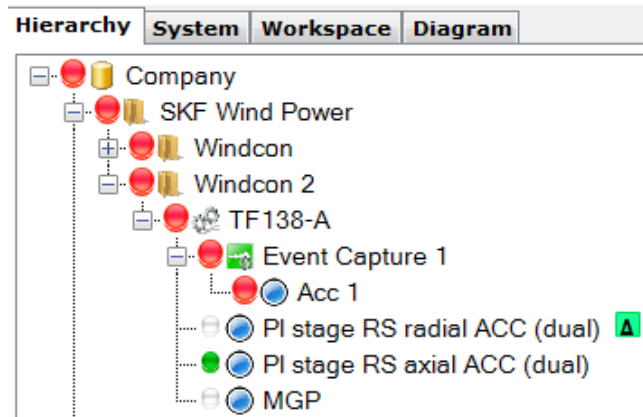 Hierarchy System Workspace Diagram
Company
SKF Wind Power
Windcon
Windcon 2
TF138-A
Event Capture 1
Acc 1
PI stage RS radial ACC (dual) Δ
PI stage RS axial ACC (dual)
MGP